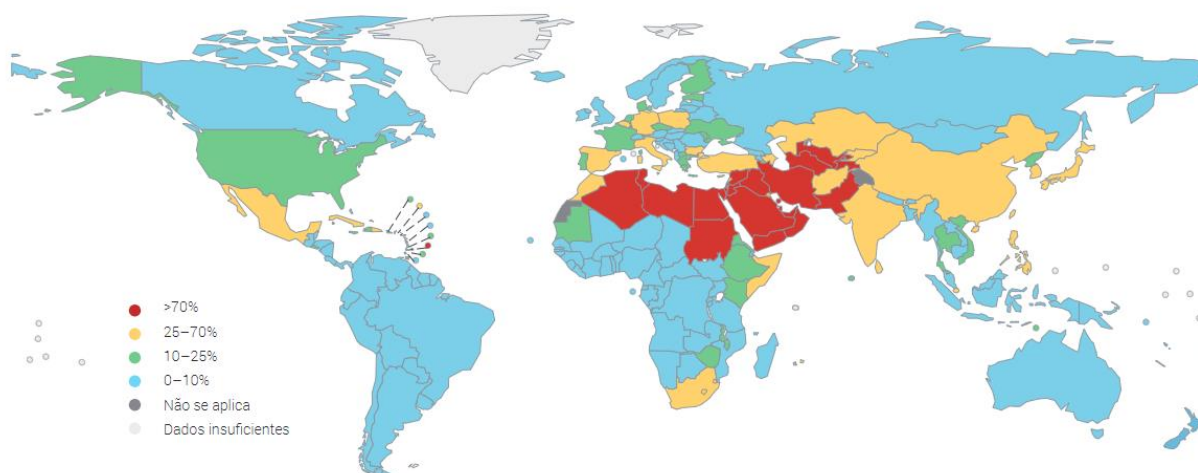 >70%
25–70%
10–25%
0–10%
Não se aplica
Dados insuficientes